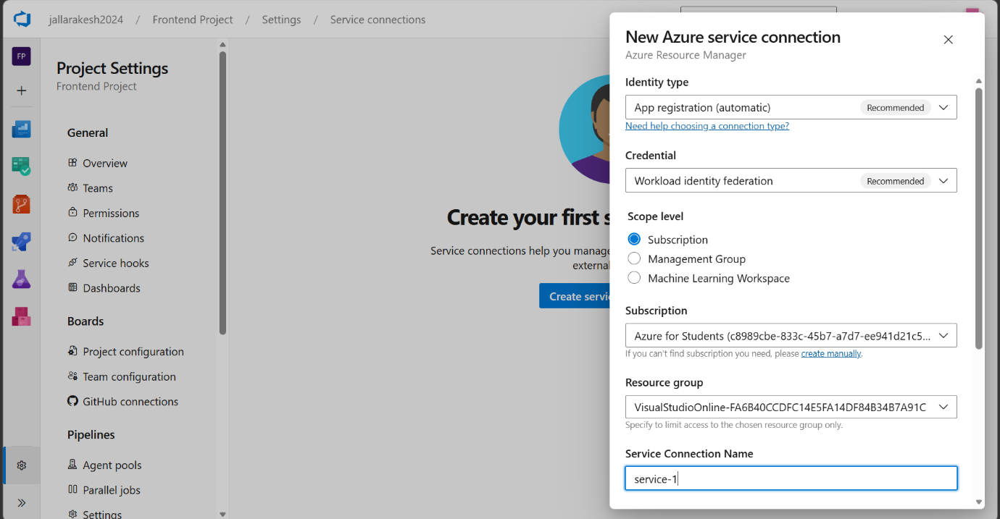 jallarakesh2024 / Frontend Project / Settings / Service connections
FP
Project Settings
Frontend Project
General
Overview
Teams
Permissions
Notifications
Service hooks
Dashboards
Boards
Project configuration
Team configuration
GitHub connections
Pipelines
Agent pools
Parallel jobs
Settings
Create your first s
Service connections help you manage
external
Create servi
New Azure service connection
Azure Resource Manager
Identity type
App registration (automatic) Recommended
Need help choosing a connection type?
Credential
Workload identity federation Recommended
Scope level
Subscription
Management Group
Machine Learning Workspace
Subscription
Azure for Students (c8989cbe-833c-45b7-a7d7-ee941d21c5...
If you can't find subscription you need, please create manually.
Resource group
VisualStudioOnline-FA6B40CCDFC14E5FA14DF84B34B7A91C
Specify to limit access to the chosen resource group only.
Service Connection Name
service-1